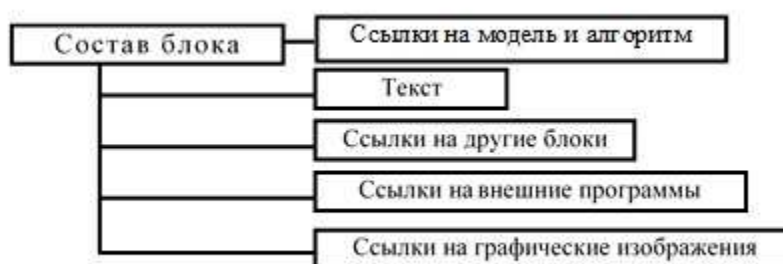 Состав блока
Ссылки на модель и алгоритм
Текст
Ссылки на другие блоки
Ссылки на внешние программы
Ссылки на графические изображения